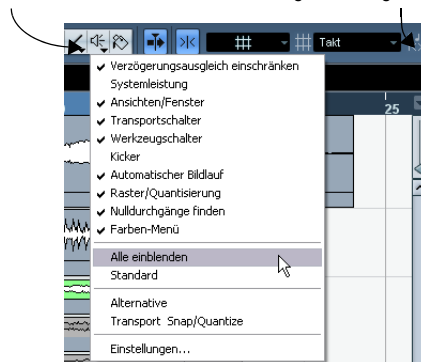 Takt
25
Verzögerungsausgleich einschränken
Systemleistung
Ansichten/Fenster
Transportschalter
Werkzeugschalter
Kicker
Automatischer Bildlauf
Raster/Quantisierung
Nulldurchgänge finden
Farben-Menü
Alle einblenden
Standard
Alternative
Transport Snap/Quantize
Einstellungen...